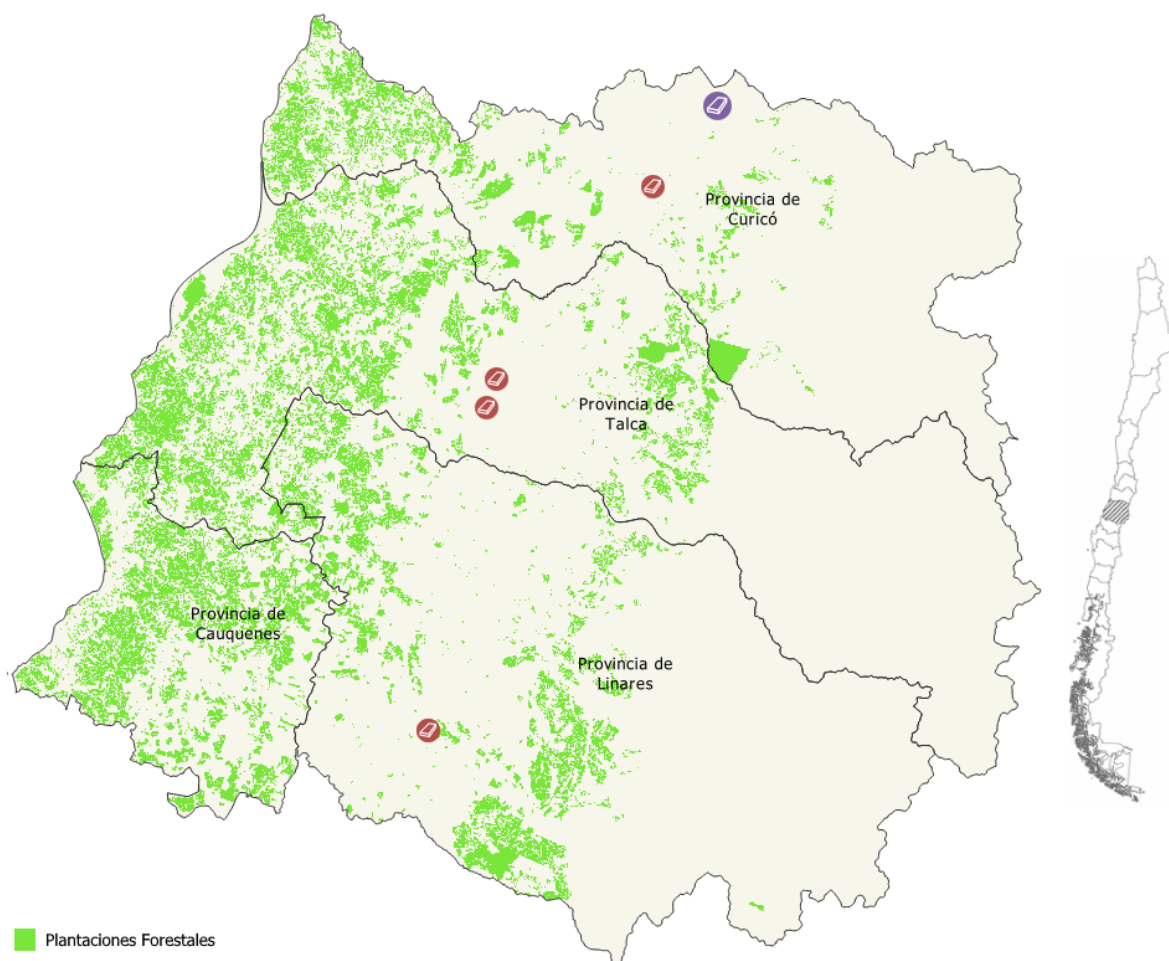 Provincia de
Curicó
Provincia de
Talca
Provincia de
Cauquenes
Provincia de
Linares
Plantaciones Forestales